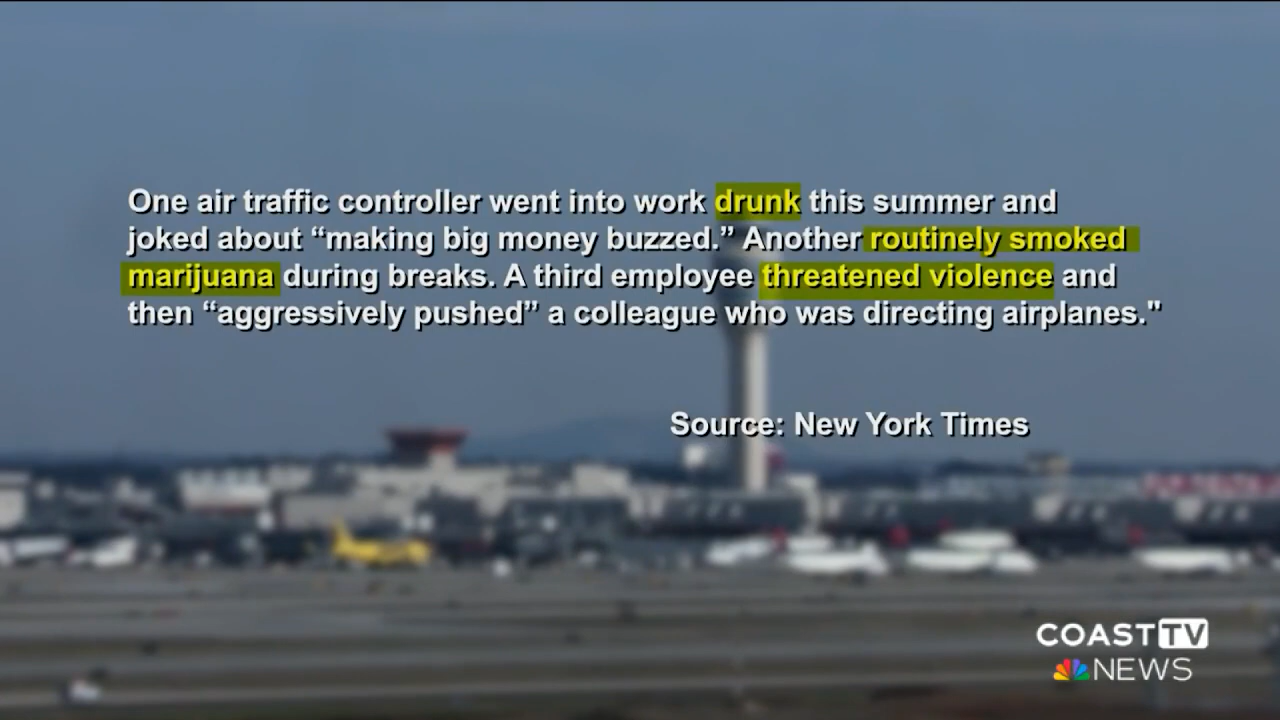 One air traffic controller went into work drunk this summer and
joked about “making big money buzzed.” Another routinely smoked
marijuana during breaks. A third employee threatened violence and
then “aggressively pushed” a colleague who was directing airplanes."
Source: New York Times
COAST TV
NEWS